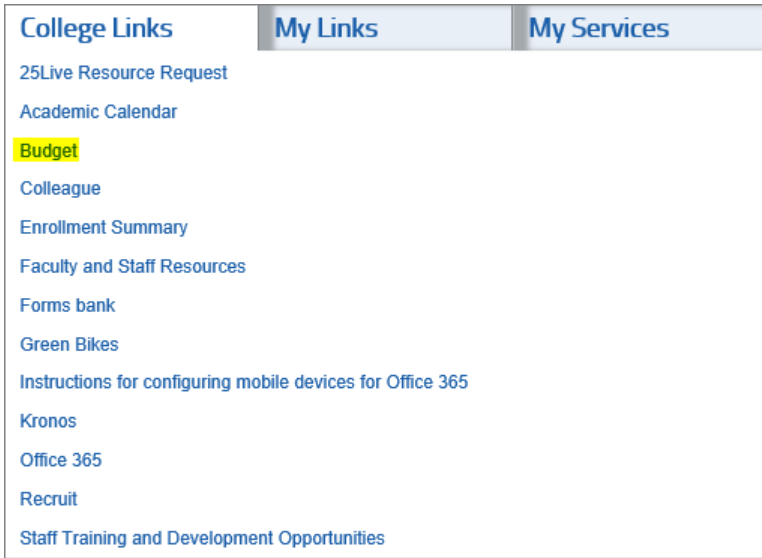 College Links My Links My Services
25Live Resource Request
Academic Calendar
Budget
Colleague
Enrollment Summary
Faculty and Staff Resources
Forms bank
Green Bikes
Instructions for configuring mobile devices for Office 365
Kronos
Office 365
Recruit
Staff Training and Development Opportunities